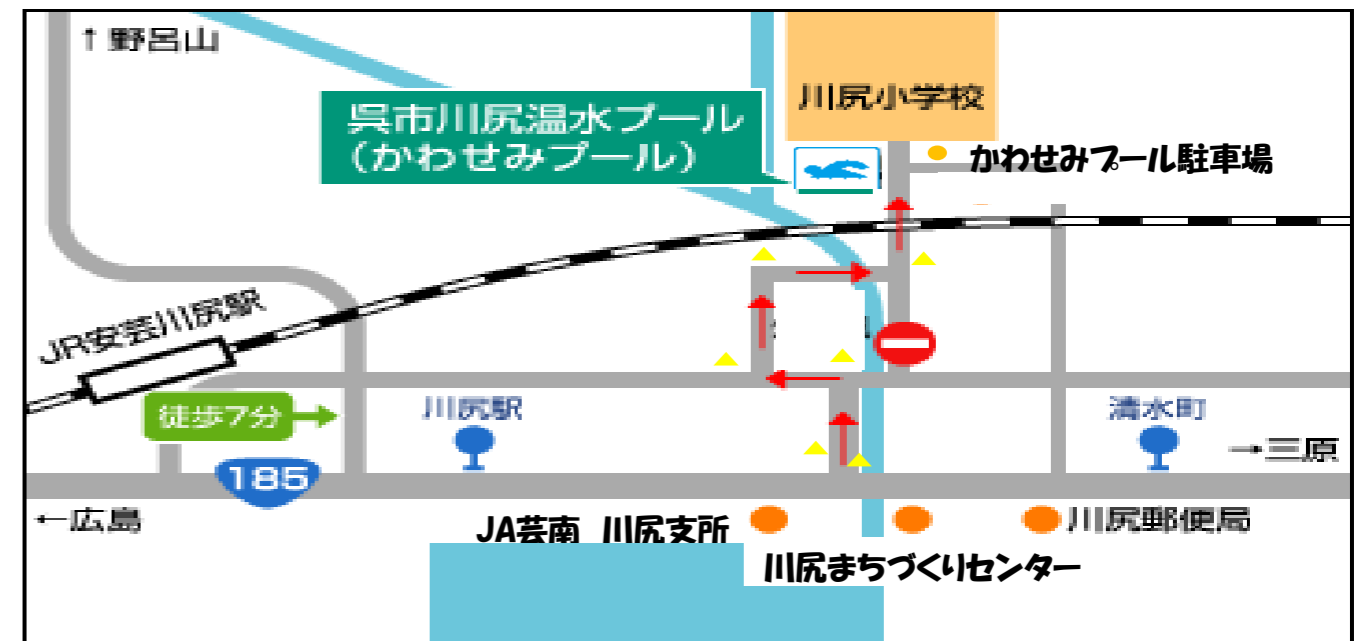 ↑野呂山
川尻小学校
呉市川尻温水プール
(かわせみプール)
かわせみプール駐車場
JR安芸川尻駅
徒歩7分→
川尻駅
清水町
→三原
185
←広島
JA芸南 川尻支所
川尻郵便局
川尻まちづくりセンター